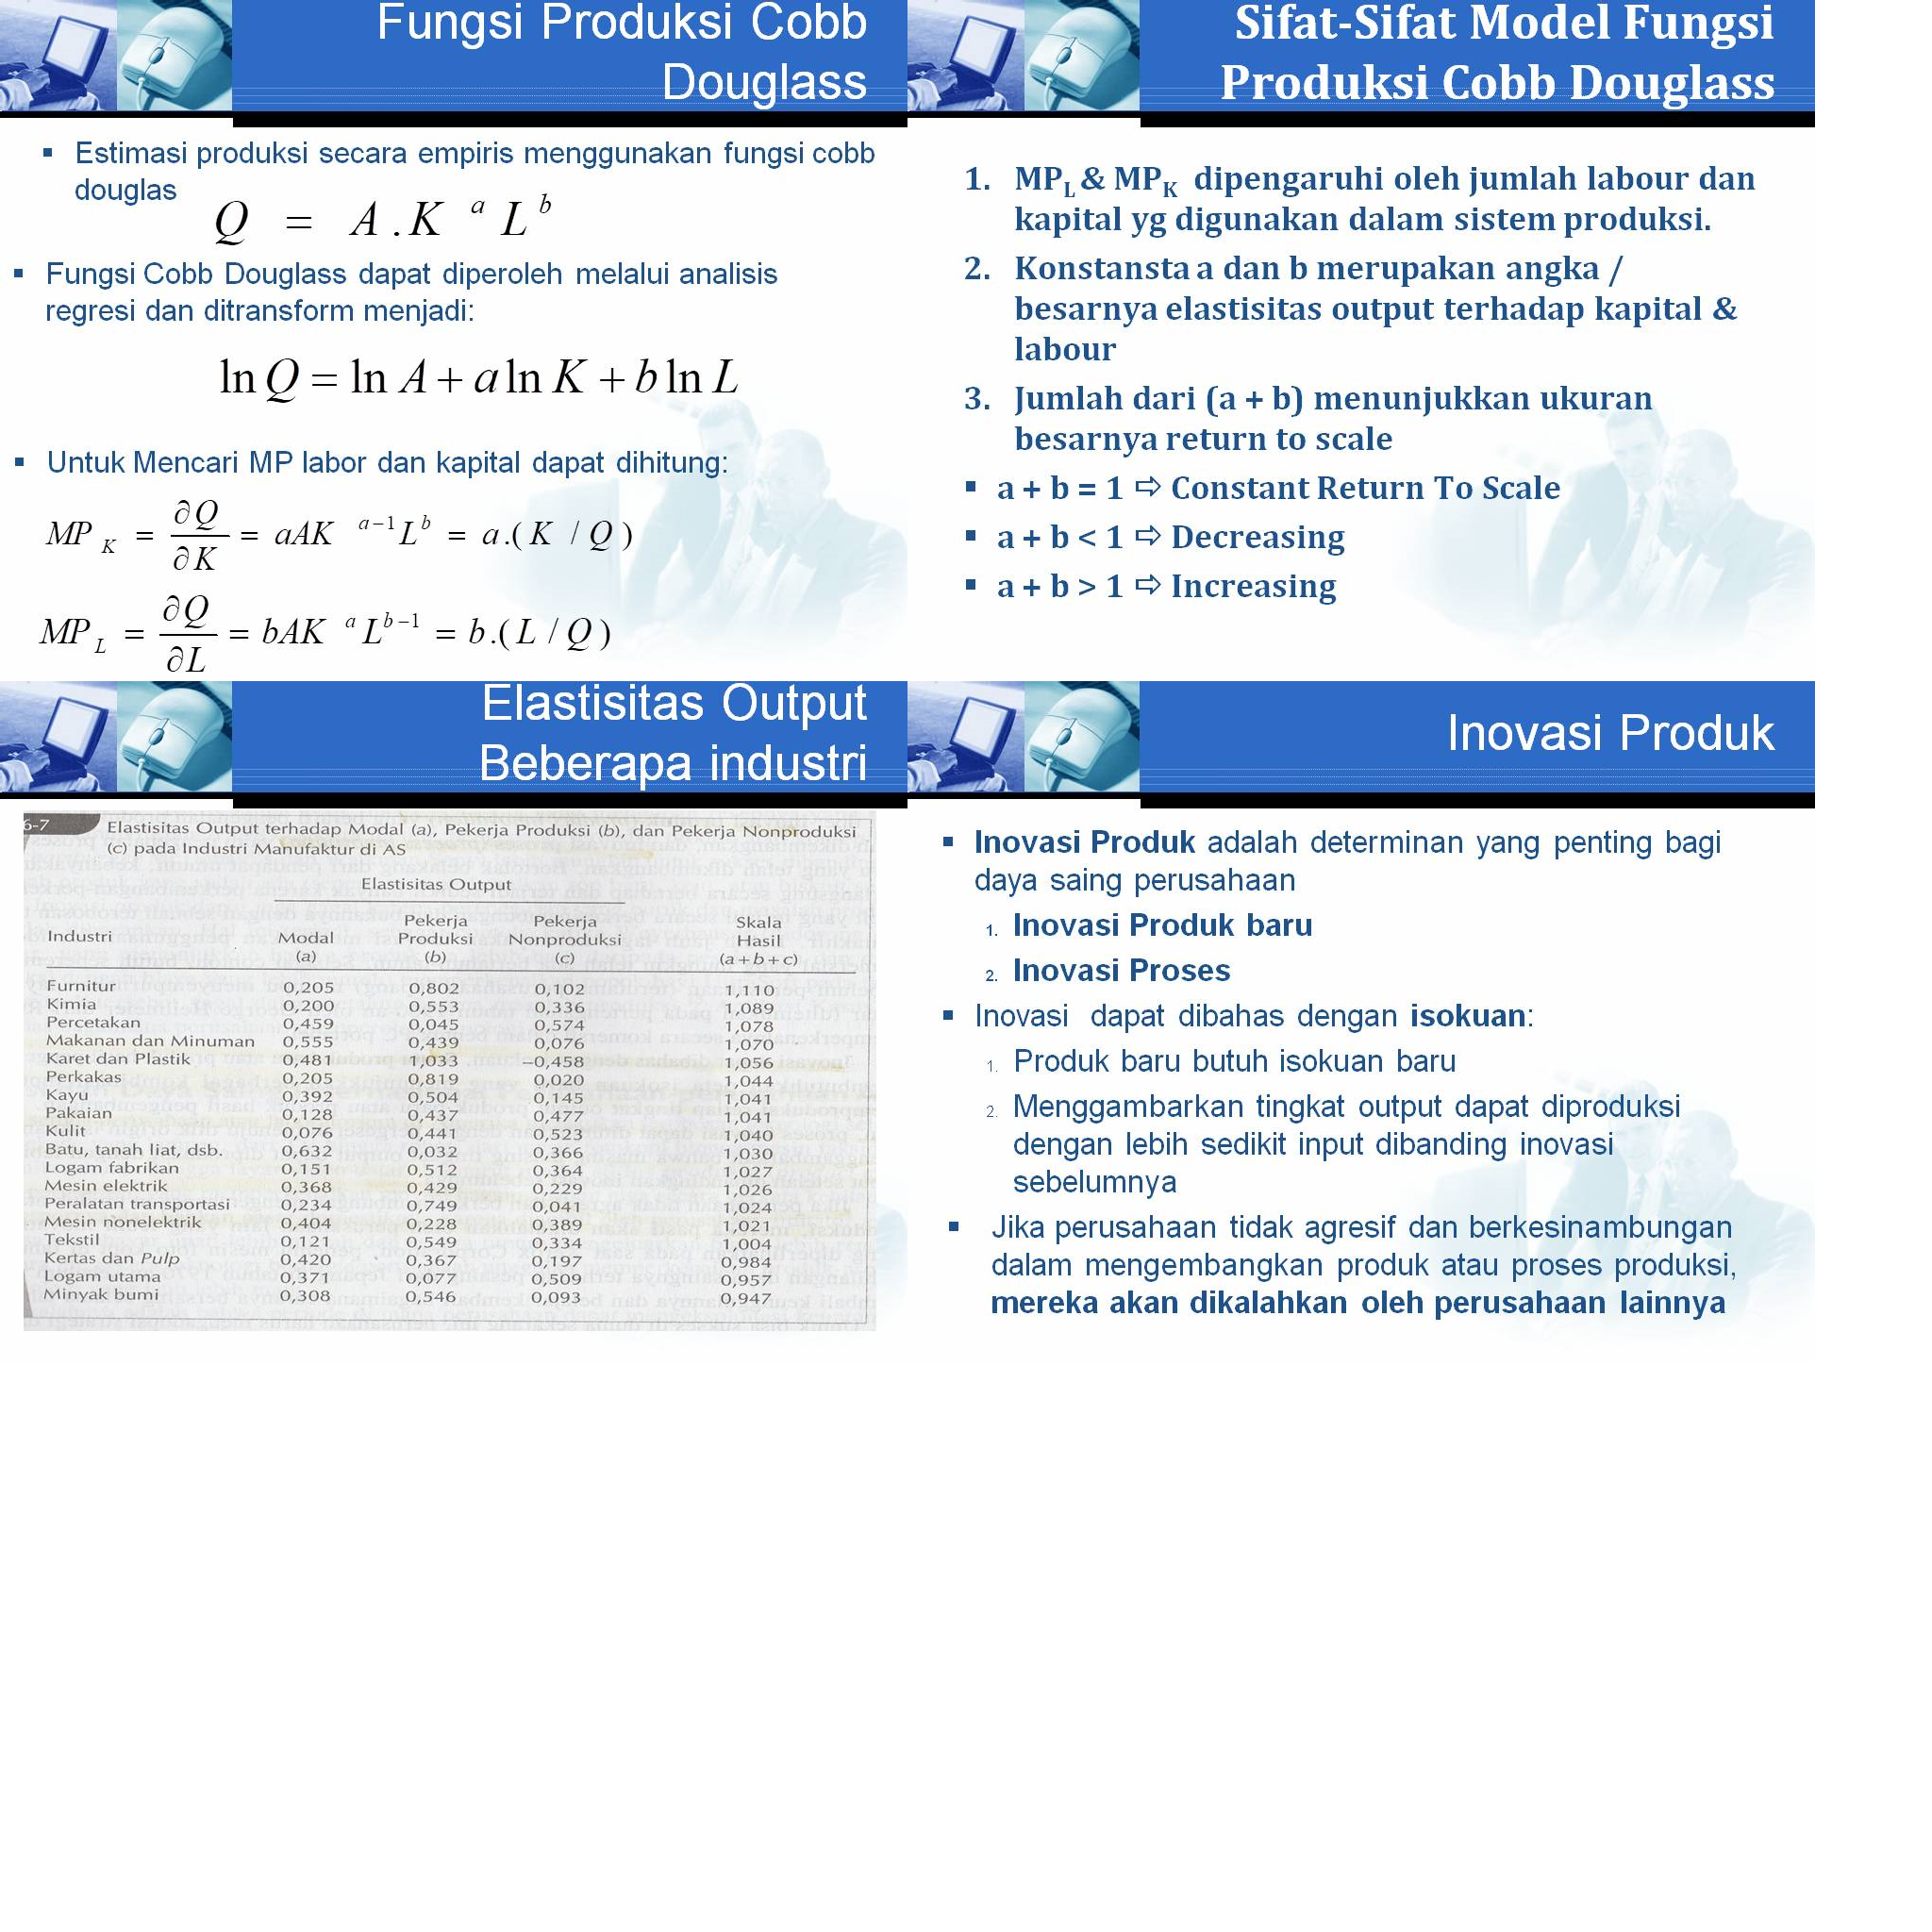 Fungsi Produksi Cobb
Douglass
▪ Estimasi produksi secara empiris menggunakan fungsi cobb
douglas
Q = A.K^a L^b
▪ Fungsi Cobb Douglass dapat diperoleh melalui analisis
regresi dan ditransform menjadi:
ln Q = ln A + a ln K + b ln L
▪ Untuk Mencari MP labor dan kapital dapat dihitung:
MP_K = ∂Q/∂K = aAK^(a−1) L^b = a.(K / Q)
MP_L = ∂Q/∂L = bAK^a L^(b−1) = b.(L / Q)
Sifat-Sifat Model Fungsi
Produksi Cobb Douglass
1. MP_L & MP_K dipengaruhi oleh jumlah labour dan
kapital yg digunakan dalam sistem produksi.
2. Konstansta a dan b merupakan angka /
besarnya elastisitas output terhadap kapital &
labour
3. Jumlah dari (a + b) menunjukkan ukuran
besarnya return to scale
▪ a + b = 1 ⇨ Constant Return To Scale
▪ a + b < 1 ⇨ Decreasing
▪ a + b > 1 ⇨ Increasing
Elastisitas Output
Beberapa industri
6-7 Elastisitas Output terhadap Modal (a), Pekerja Produksi (b), dan Pekerja Nonproduksi
(c) pada Industri Manufaktur di AS
Elastisitas Output
Pekerja Pekerja Skala
Industri Modal Produksi Nonproduksi Hasil
(a) (b) (c) (a + b + c)
Furnitur 0,205 0,802 0,102 1,110
Kimia 0,200 0,553 0,336 1,089
Percetakan 0,459 0,045 0,574 1,078
Makanan dan Minuman 0,555 0,439 0,076 1,070
Karet dan Plastik 0,481 1,033 −0,458 1,056
Perkakas 0,205 0,819 0,020 1,044
Kayu 0,392 0,504 0,145 1,041
Pakaian 0,128 0,437 0,477 1,041
Kulit 0,076 0,441 0,523 1,040
Batu, tanah liat, dsb. 0,632 0,032 0,366 1,030
Logam fabrikan 0,151 0,512 0,364 1,027
Mesin elektrik 0,368 0,429 0,229 1,026
Peralatan transportasi 0,234 0,749 0,041 1,024
Mesin nonelektrik 0,404 0,228 0,389 1,021
Tekstil 0,121 0,549 0,334 1,004
Kertas dan Pulp 0,420 0,367 0,197 0,984
Logam utama 0,371 0,077 0,509 0,957
Minyak bumi 0,308 0,546 0,093 0,947
Inovasi Produk
▪ Inovasi Produk adalah determinan yang penting bagi
daya saing perusahaan
1. Inovasi Produk baru
2. Inovasi Proses
▪ Inovasi dapat dibahas dengan isokuan:
1. Produk baru butuh isokuan baru
2. Menggambarkan tingkat output dapat diproduksi
dengan lebih sedikit input dibanding inovasi
sebelumnya
▪ Jika perusahaan tidak agresif dan berkesinambungan
dalam mengembangkan produk atau proses produksi,
mereka akan dikalahkan oleh perusahaan lainnya